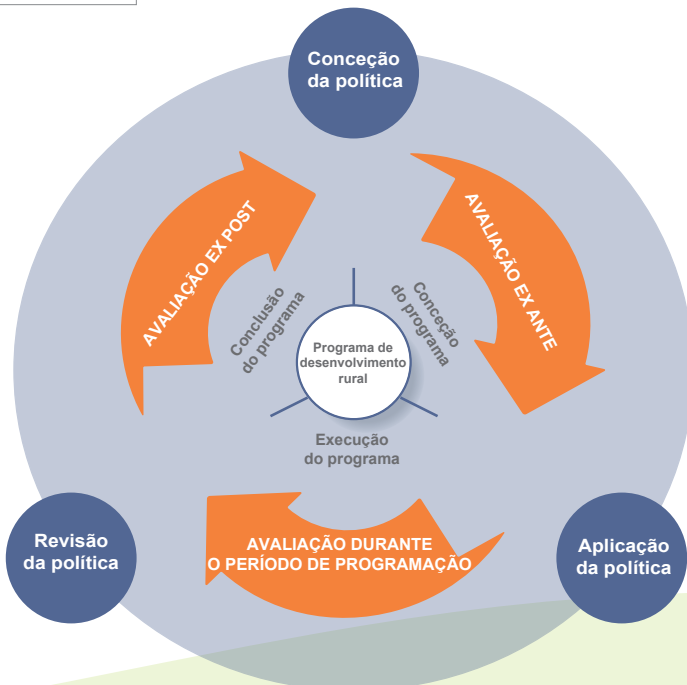 Conceção
da política
AVALIAÇÃO EX POST
AVALIAÇÃO EX ANTE
Conclusão
do programa
Conceção
do programa
Programa de
desenvolvimento
rural
Execução
do programa
Revisão
da política
AVALIAÇÃO DURANTE
O PERÍODO DE PROGRAMAÇÃO
Aplicação
da política